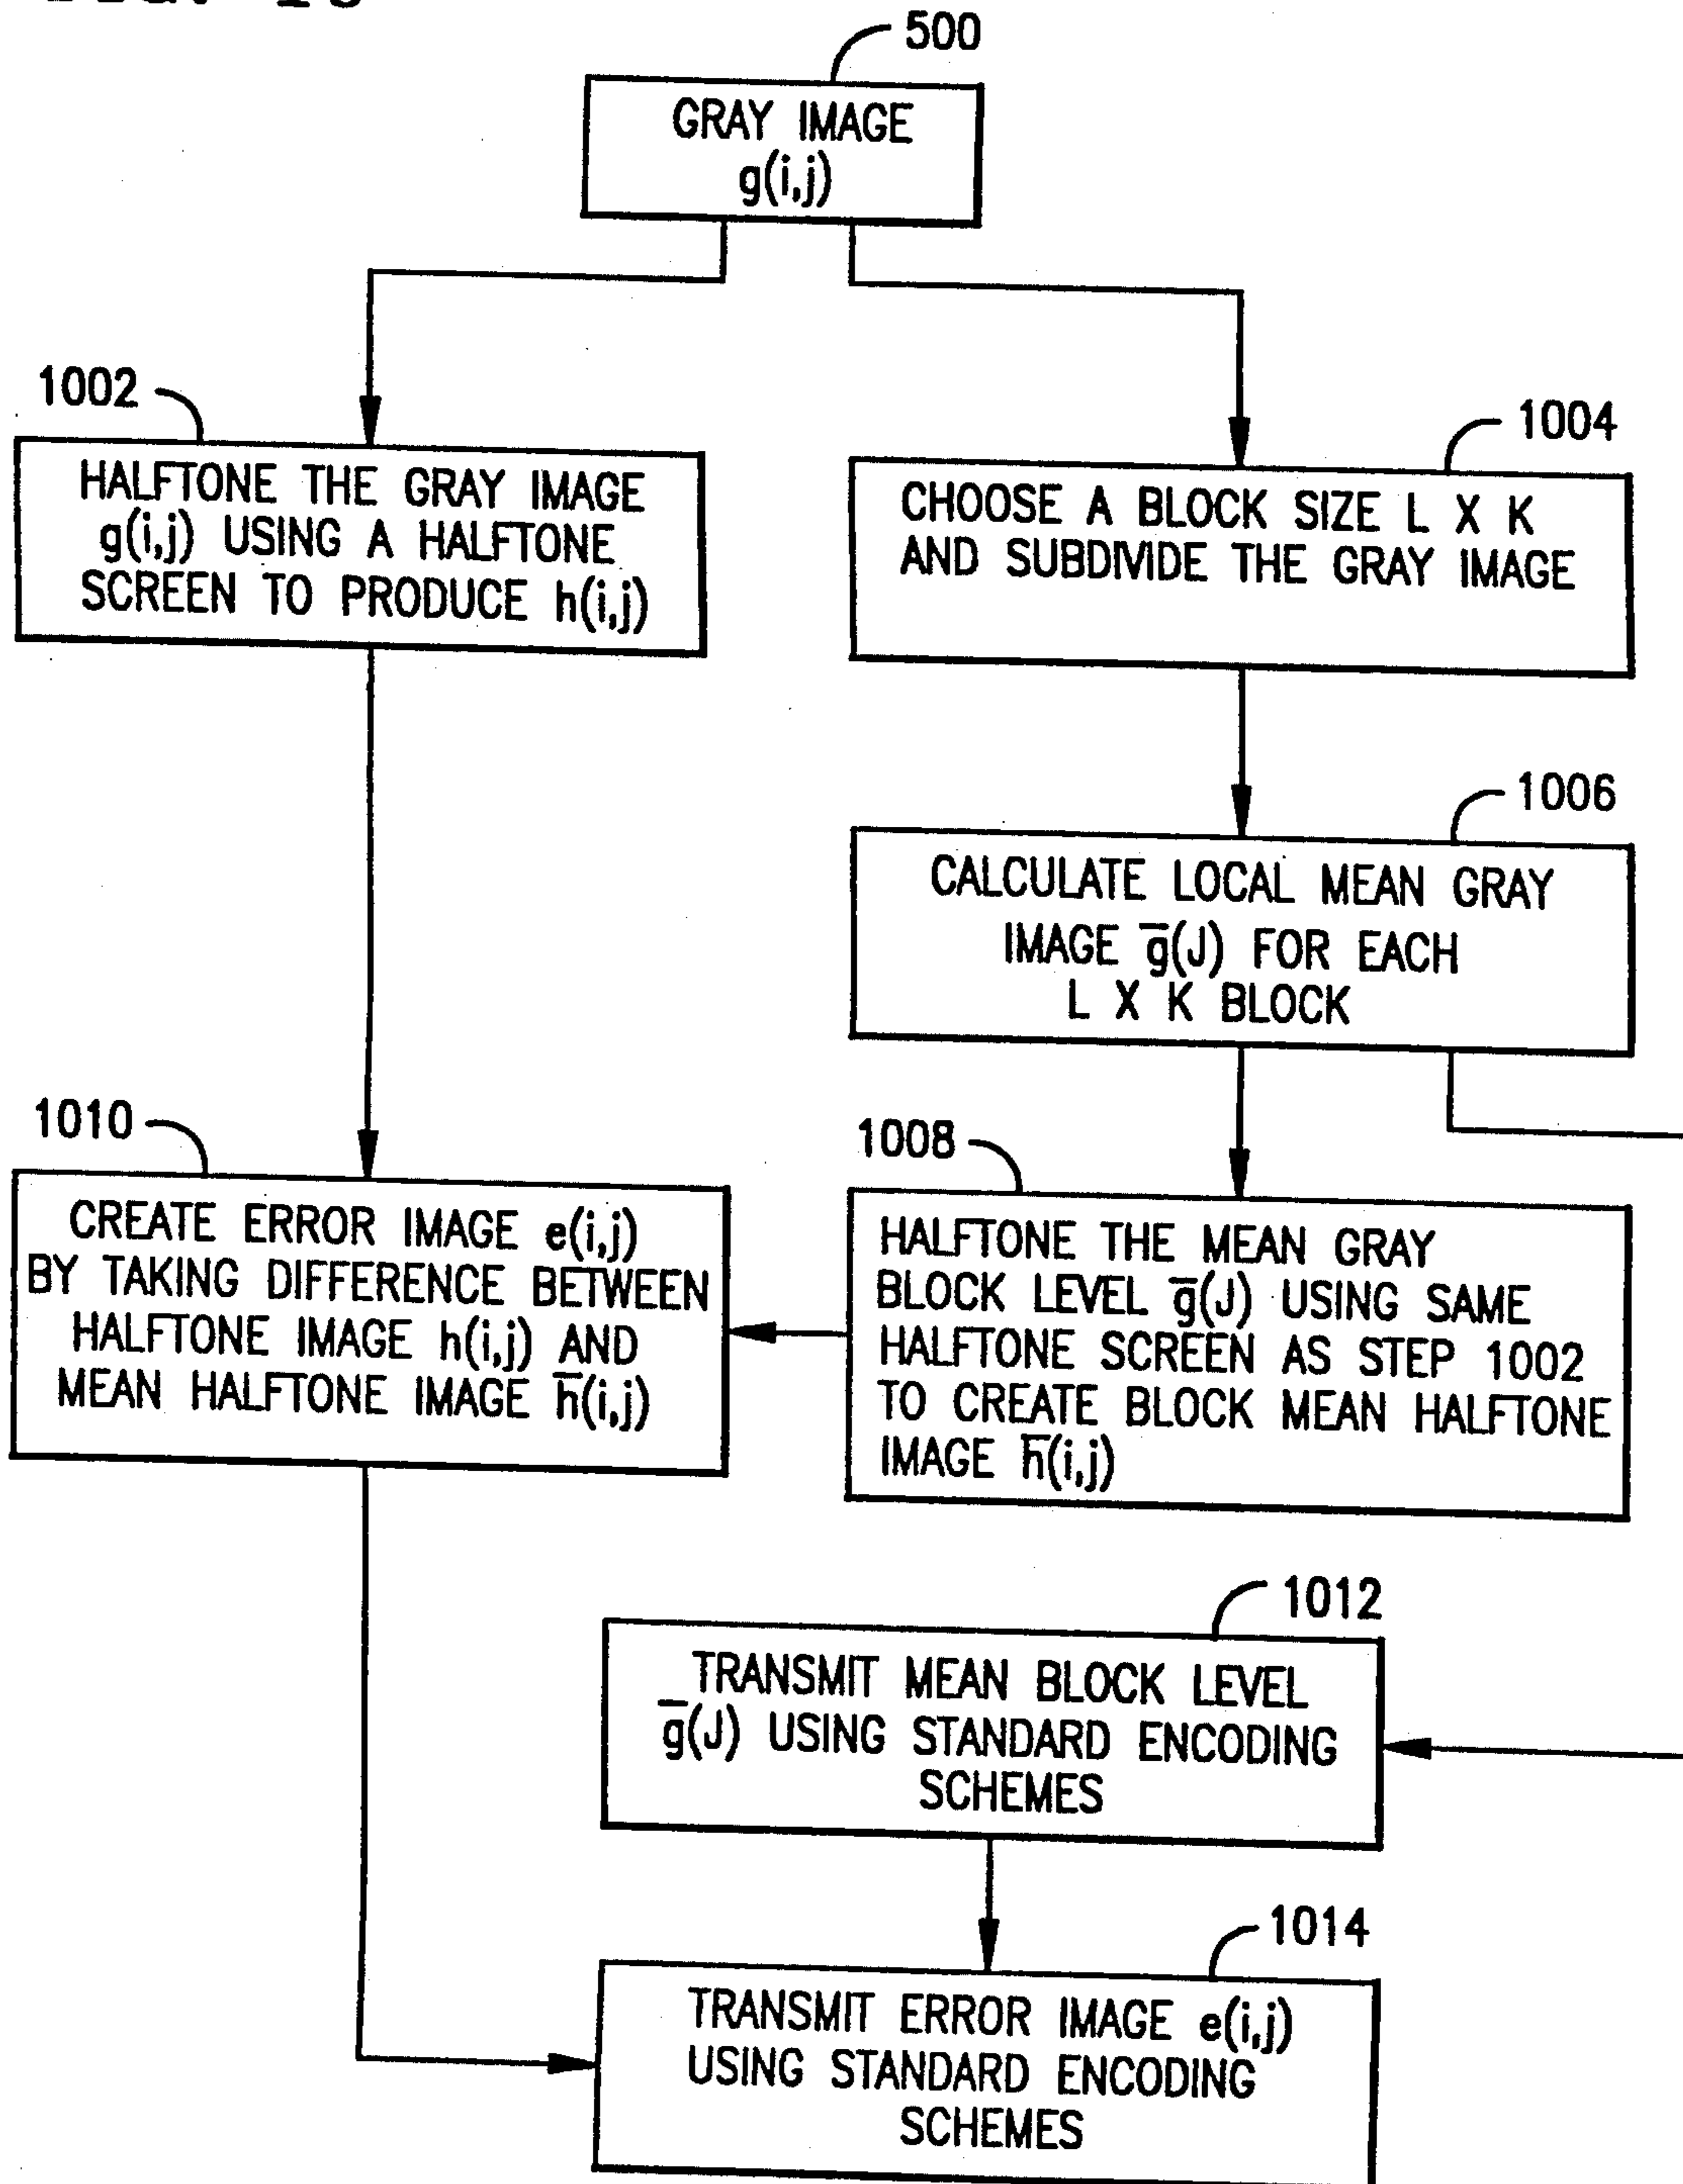 500
GRAY IMAGE
g(i,j)
1002
HALFTONE THE GRAY IMAGE
g(i,j) USING A HALFTONE
SCREEN TO PRODUCE h(i,j)
1004
CHOOSE A BLOCK SIZE L X K
AND SUBDIVIDE THE GRAY IMAGE
1006
CALCULATE LOCAL MEAN GRAY
IMAGE g̅(J) FOR EACH
L X K BLOCK
1010
CREATE ERROR IMAGE e(i,j)
BY TAKING DIFFERENCE BETWEEN
HALFTONE IMAGE h(i,j) AND
MEAN HALFTONE IMAGE h̅(i,j)
1008
HALFTONE THE MEAN GRAY
BLOCK LEVEL g̅(J) USING SAME
HALFTONE SCREEN AS STEP 1002
TO CREATE BLOCK MEAN HALFTONE
IMAGE h̅(i,j)
1012
TRANSMIT MEAN BLOCK LEVEL
g̅(J) USING STANDARD ENCODING
SCHEMES
1014
TRANSMIT ERROR IMAGE e(i,j)
USING STANDARD ENCODING
SCHEMES